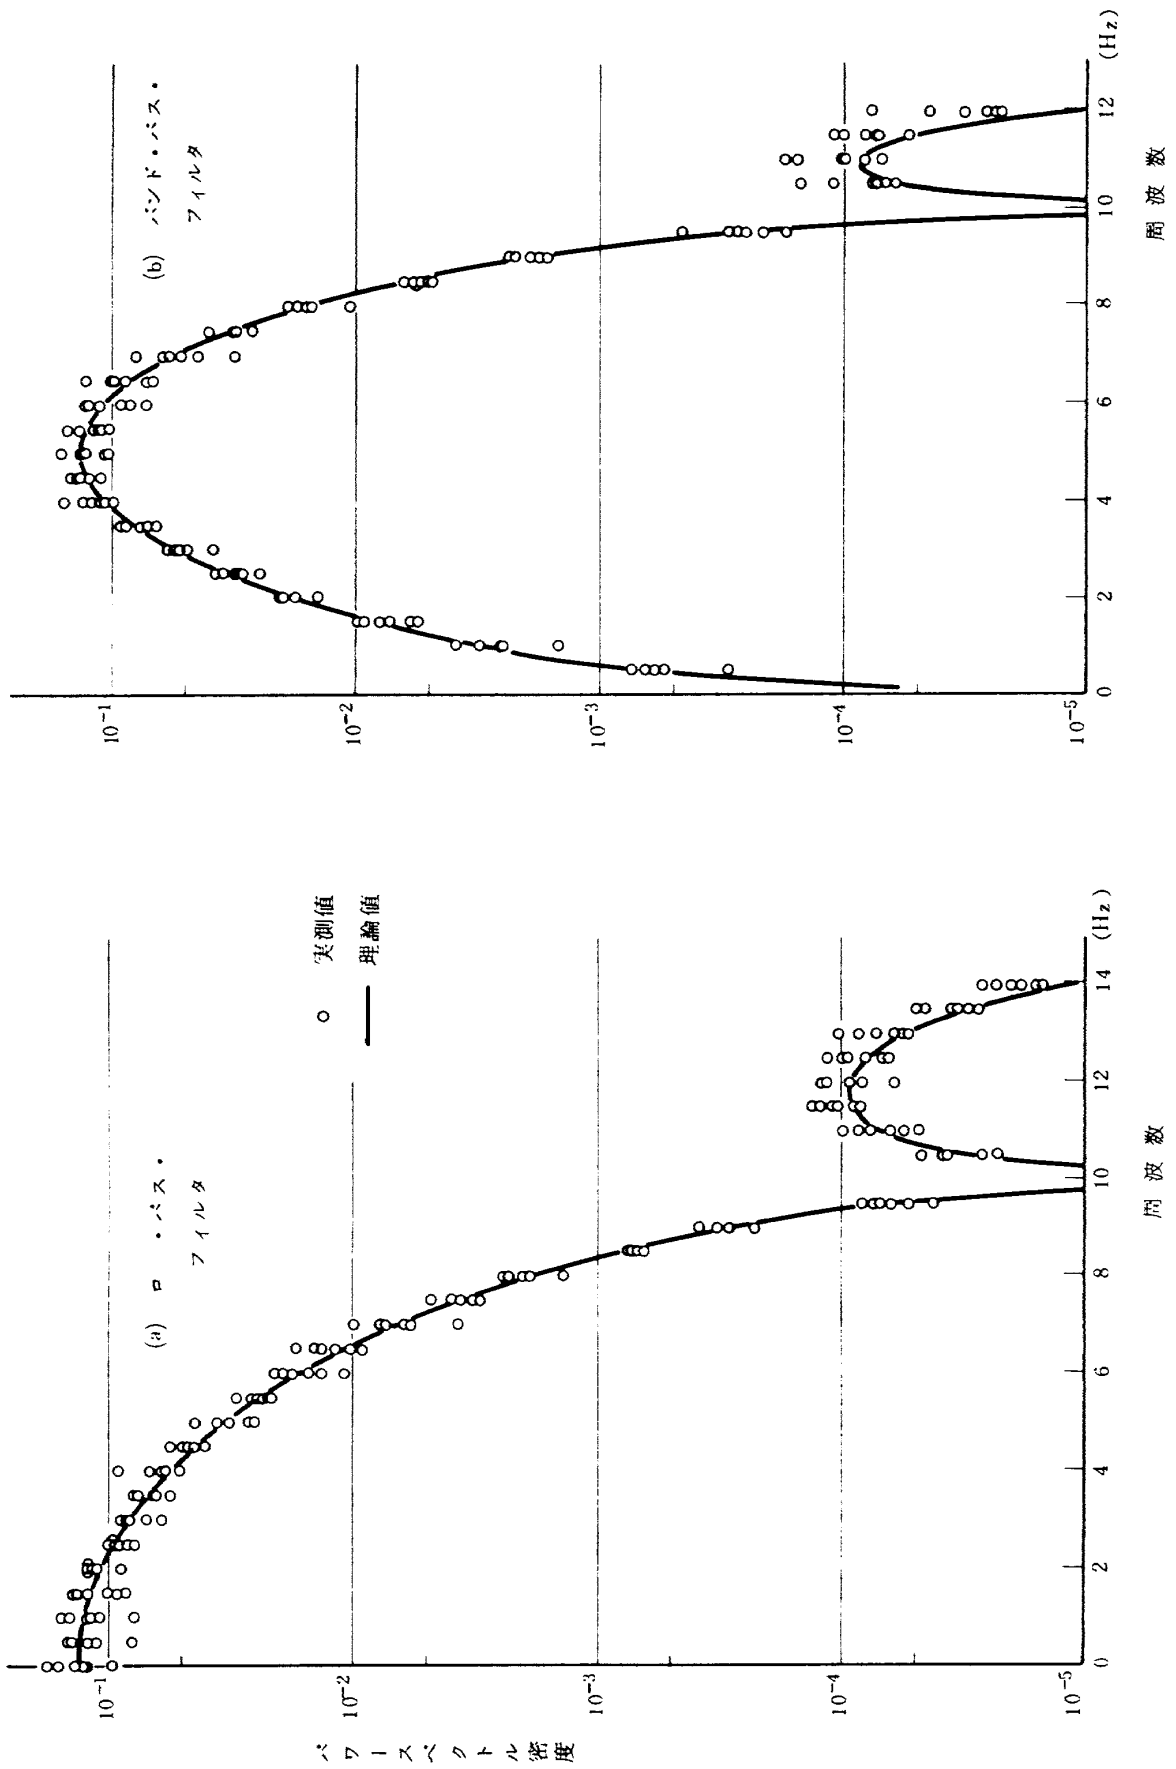 パワースペクトル密度
10⁻¹
10⁻²
10⁻³
10⁻⁴
10⁻⁵
(a) ロ ・パス・
フィルタ
○ 実測値
━ 理論値
0 2 4 6 8 10 12 14 (Hz)
周 波 数
10⁻¹
10⁻²
10⁻³
10⁻⁴
10⁻⁵
(b) バンド・パス・
フィルタ
0 2 4 6 8 10 12 (Hz)
周 波 数